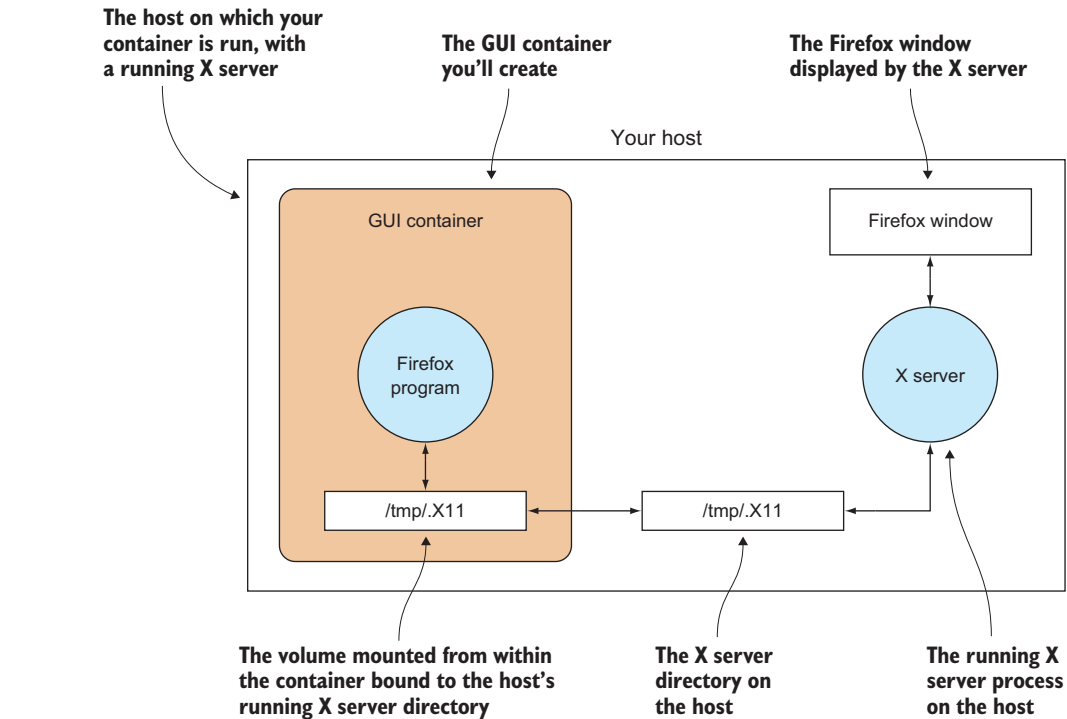 The host on which your
container is run, with
a running X server
The GUI container
you'll create
The Firefox window
displayed by the X server
Your host
GUI container
Firefox window
Firefox
program
X server
/tmp/.X11
/tmp/.X11
The volume mounted from within
the container bound to the host's
running X server directory
The X server
directory on
the host
The running X
server process
on the host